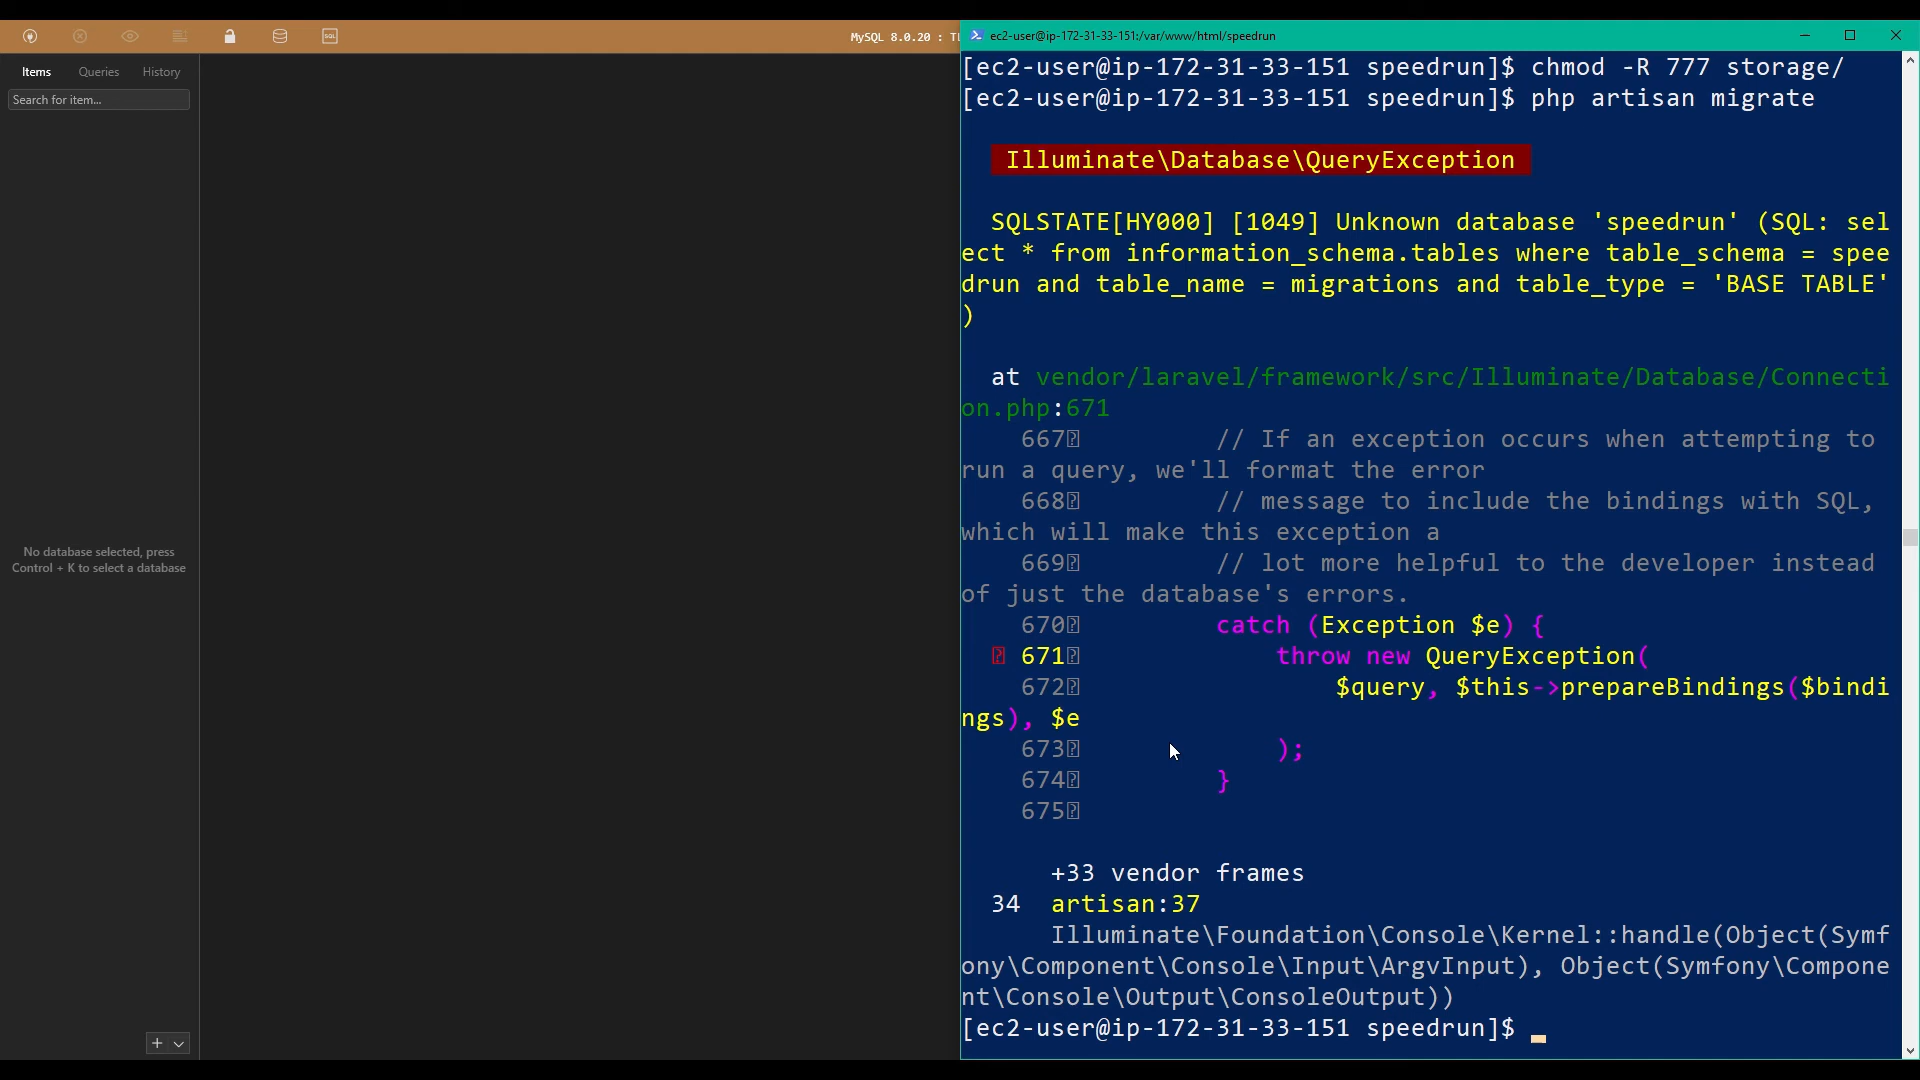 SQL
MySQL 8.0.20 : TL
Items
Queries
History
Search for item...
No database selected, press
Control + K to select a database
ec2-user@ip-172-31-33-151:/var/www/html/speedrun
[ec2-user@ip-172-31-33-151 speedrun]$ chmod -R 777 storage/
[ec2-user@ip-172-31-33-151 speedrun]$ php artisan migrate
Illuminate\Database\QueryException
SQLSTATE[HY000] [1049] Unknown database 'speedrun' (SQL: sel
ect * from information_schema.tables where table_schema = spee
drun and table_name = migrations and table_type = 'BASE TABLE'
)
at vendor/laravel/framework/src/Illuminate/Database/Connecti
on.php:671
667 // If an exception occurs when attempting to
run a query, we'll format the error
668 // message to include the bindings with SQL,
which will make this exception a
669 // lot more helpful to the developer instead
of just the database's errors.
670 catch (Exception $e) {
671 throw new QueryException(
672 $query, $this->prepareBindings($bindi
ngs), $e
673 );
674 }
675
+33 vendor frames
34 artisan:37
Illuminate\Foundation\Console\Kernel::handle(Object(Symf
ony\Component\Console\Input\ArgvInput), Object(Symfony\Compone
nt\Console\Output\ConsoleOutput))
[ec2-user@ip-172-31-33-151 speedrun]$